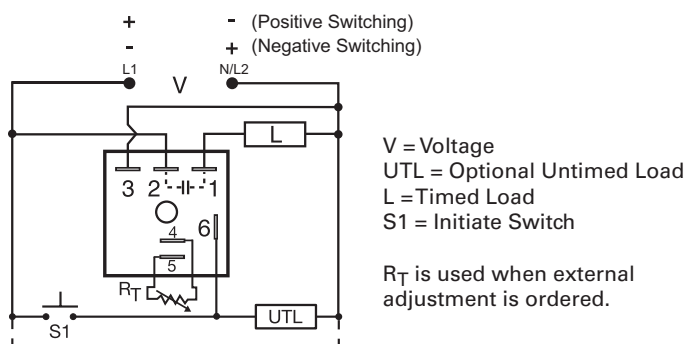 + - (Positive Switching)
- + (Negative Switching)
L1 V N/L2
L
3 2 1
4 6
5
RT
S1 UTL
V = Voltage
UTL = Optional Untimed Load
L = Timed Load
S1 = Initiate Switch
RT is used when external
adjustment is ordered.